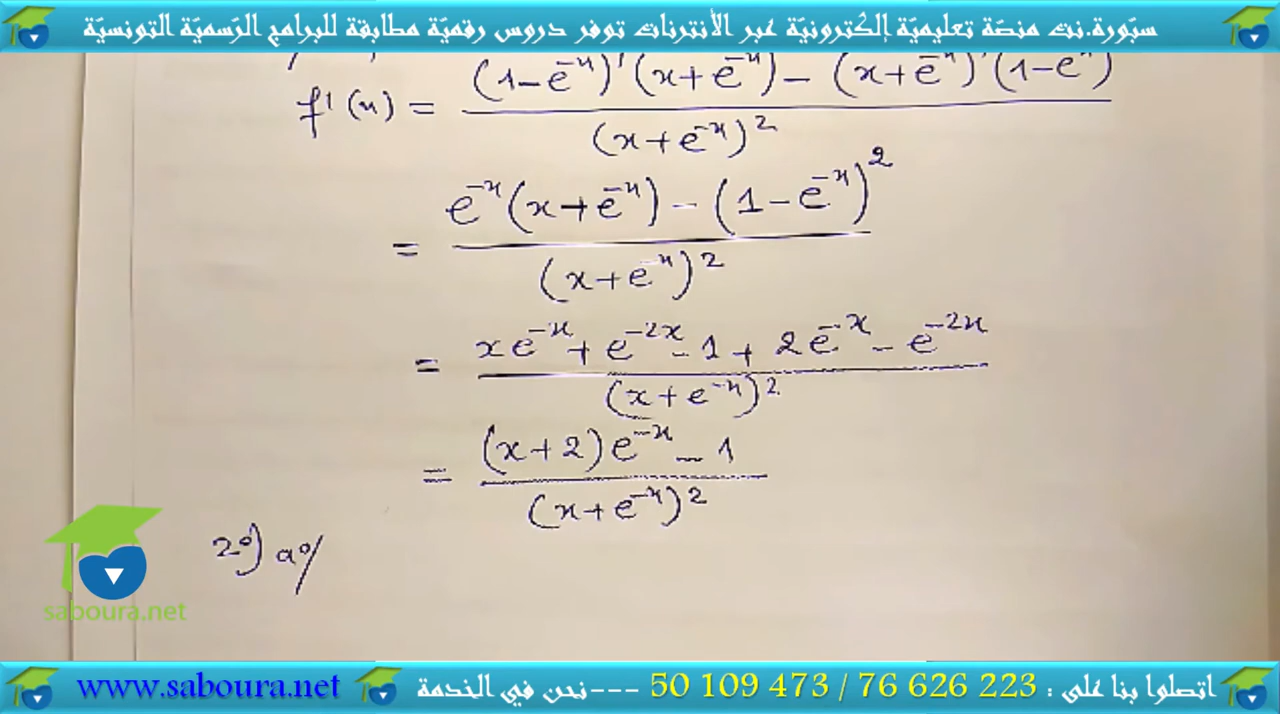 سبّورة.نت منصّة تعليميّة إلكترونيّة عبر الأنترنات توفر دروس رقميّة مطابقة للبرامج الرّسميّة التونسيّة
f'(x) = ((1-e^-x)'(x+e^-x) - (x+e^-x)'(1-e^-x)) / (x+e^-x)^2
= (e^-x(x+e^-x) - (1-e^-x)^2) / (x+e^-x)^2
= (xe^-x + e^-2x - 1 + 2e^-x - e^-2x) / (x+e^-x)^2
= ((x+2)e^-x - 1) / (x+e^-x)^2
2°) a°/
saboura.net
www.saboura.net اتصلوا بنا على : 50 109 473 / 76 626 223 ---نحن في الخدمة